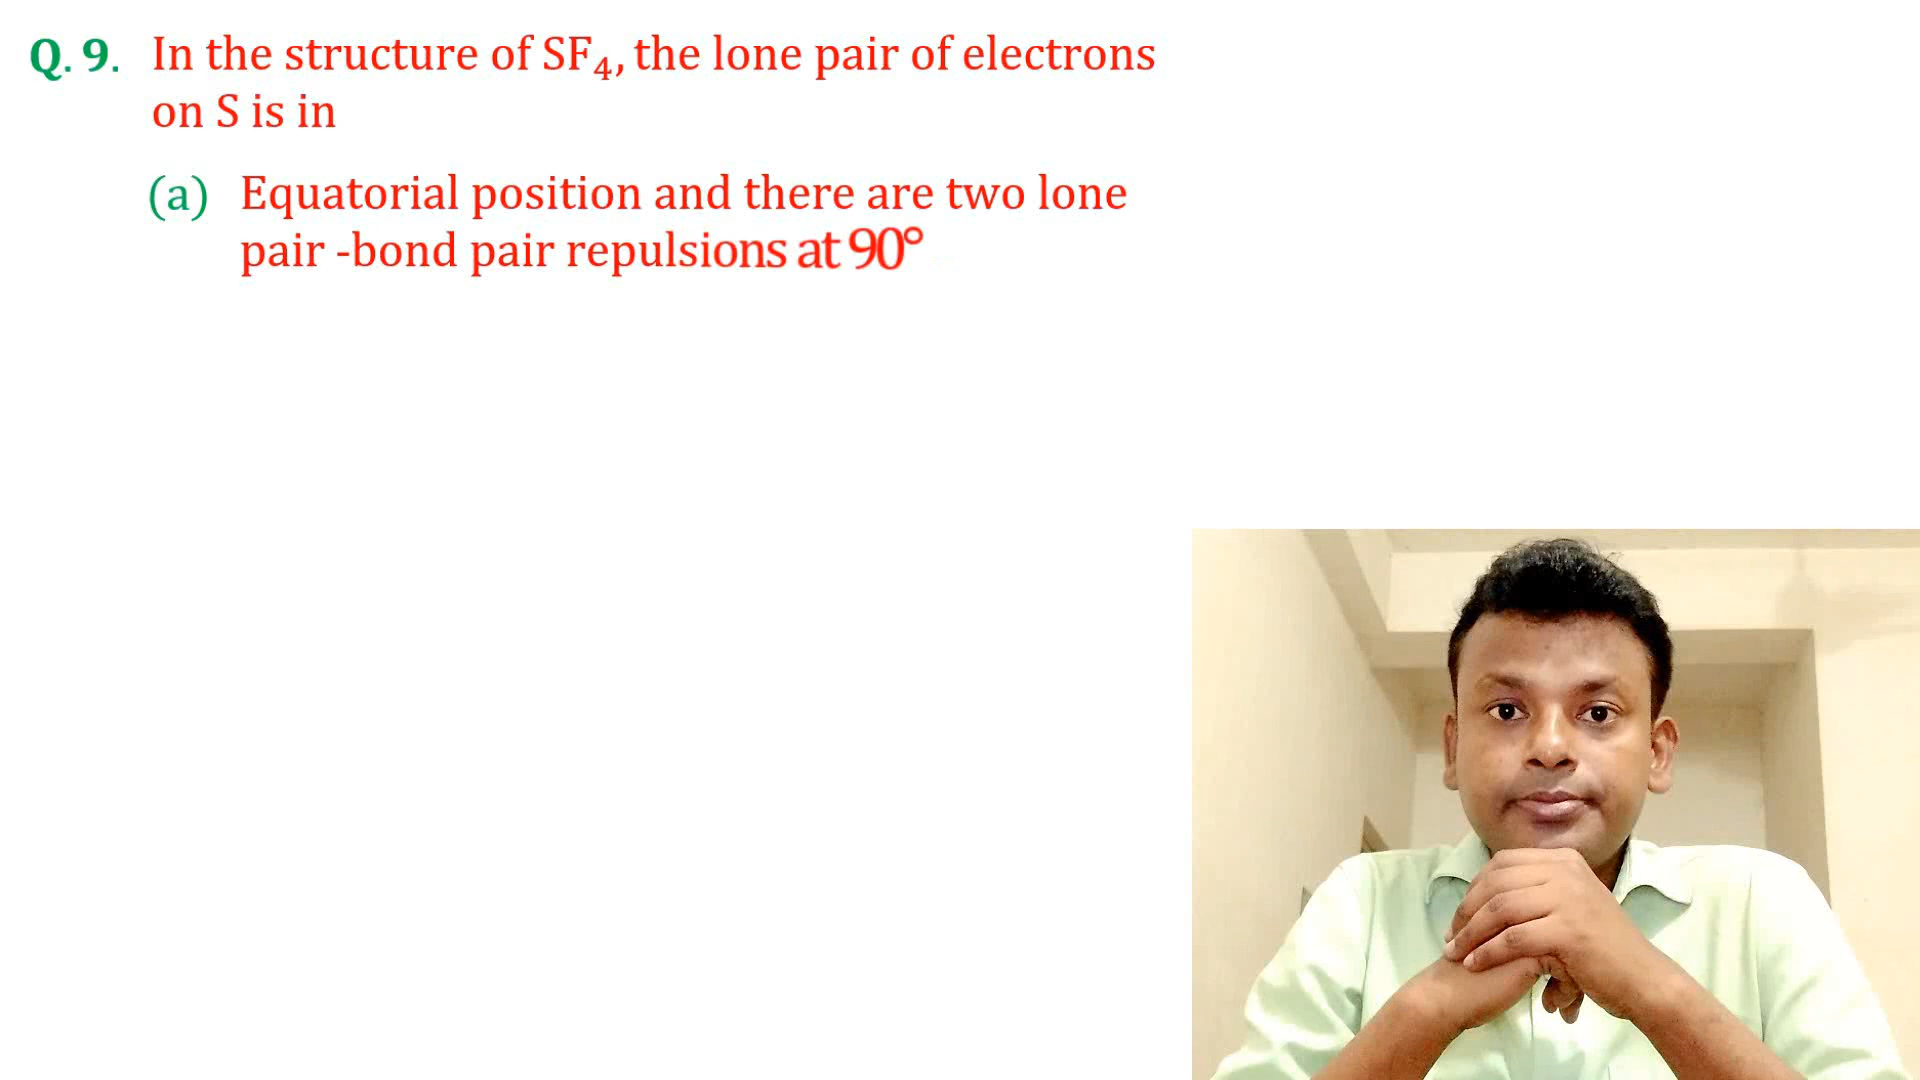 Q. 9. In the structure of SF₄, the lone pair of electrons
on S is in
(a) Equatorial position and there are two lone
pair -bond pair repulsions at 90°